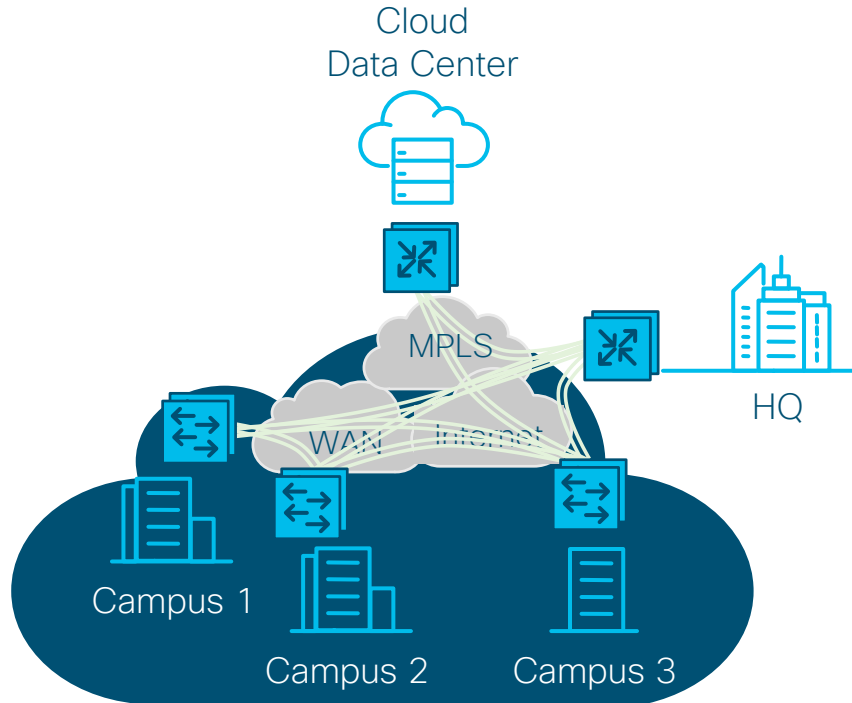 Cloud
Data Center
MPLS
HQ
WAN
Internet
Campus 1
Campus 2
Campus 3